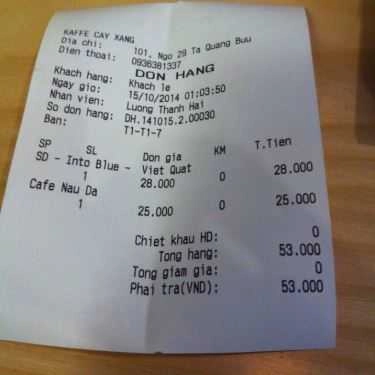 KAFFE CAY XANG
Dia chi: 101. Ngo 29 Ta Quang Buu
Dien thoai: 0936381337
DON HANG
Khach hang: Khach le
Ngay gio: 15/10/2014 01:03:50
Nhan vien: Luong Thanh Hai
So don hang: DH.141015.2.00030
Ban: T1-T1-7
SP SL Don gia KM T.Tien
SD - Into Blue - Viet Quat
1 28.000 0 28.000
Cafe Nau Da
1 25.000 0 25.000
Chiet khau HD: 0
Tong hang: 53.000
Tong giam gia: 0
Phai tra(VND): 53.000